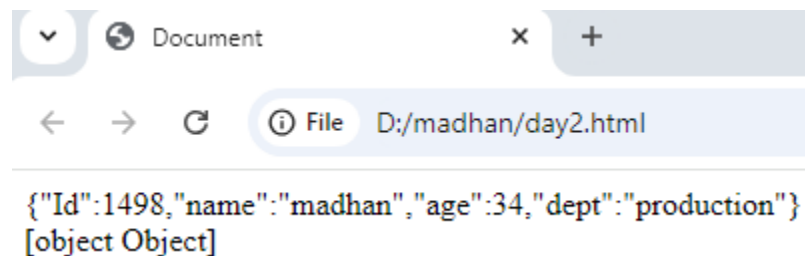 Document
File D:/madhan/day2.html
{"Id":1498,"name":"madhan","age":34,"dept":"production"}
[object Object]